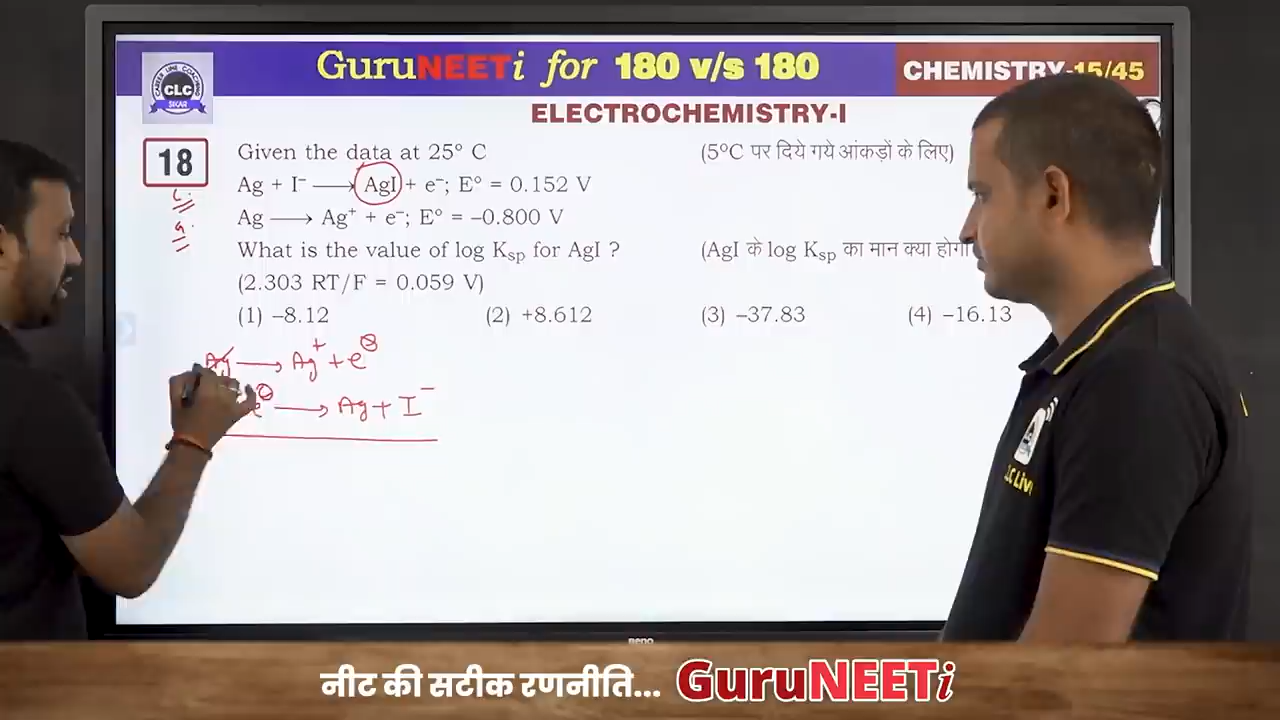 GuruNEETi for 180 v/s 180
CHEMISTRY-15/45
CLC
SIKAR
ELECTROCHEMISTRY-I
18
Given the data at 25° C
(5°C पर दिये गये आंकड़ों के लिए)
Ag + I⁻ ⟶ AgI + e⁻; E° = 0.152 V
Ag ⟶ Ag⁺ + e⁻; E° = –0.800 V
What is the value of log Kₛₚ for AgI ?
(AgI के log Kₛₚ का मान क्या होगा
(2.303 RT/F = 0.059 V)
(1) –8.12
(2) +8.612
(3) –37.83
(4) –16.13
Ag ⟶ Ag⁺ + e⊖
e⊖ ⟶ Ag + I⁻
CLC Live
नीट की सटीक रणनीति... GuruNEETi